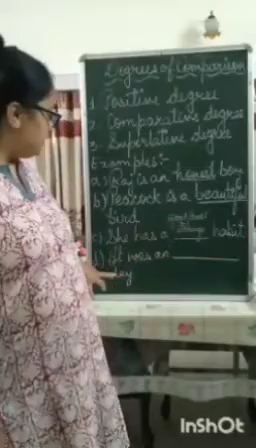 Degrees of Comparison
1. Positive degree
2. Comparative degree
3. Superlative degree
Examples:-
a) Raj is an honest boy
b) Peacock is a beautiful
bird
c) She has a habit
d) It was an
day
InShOt